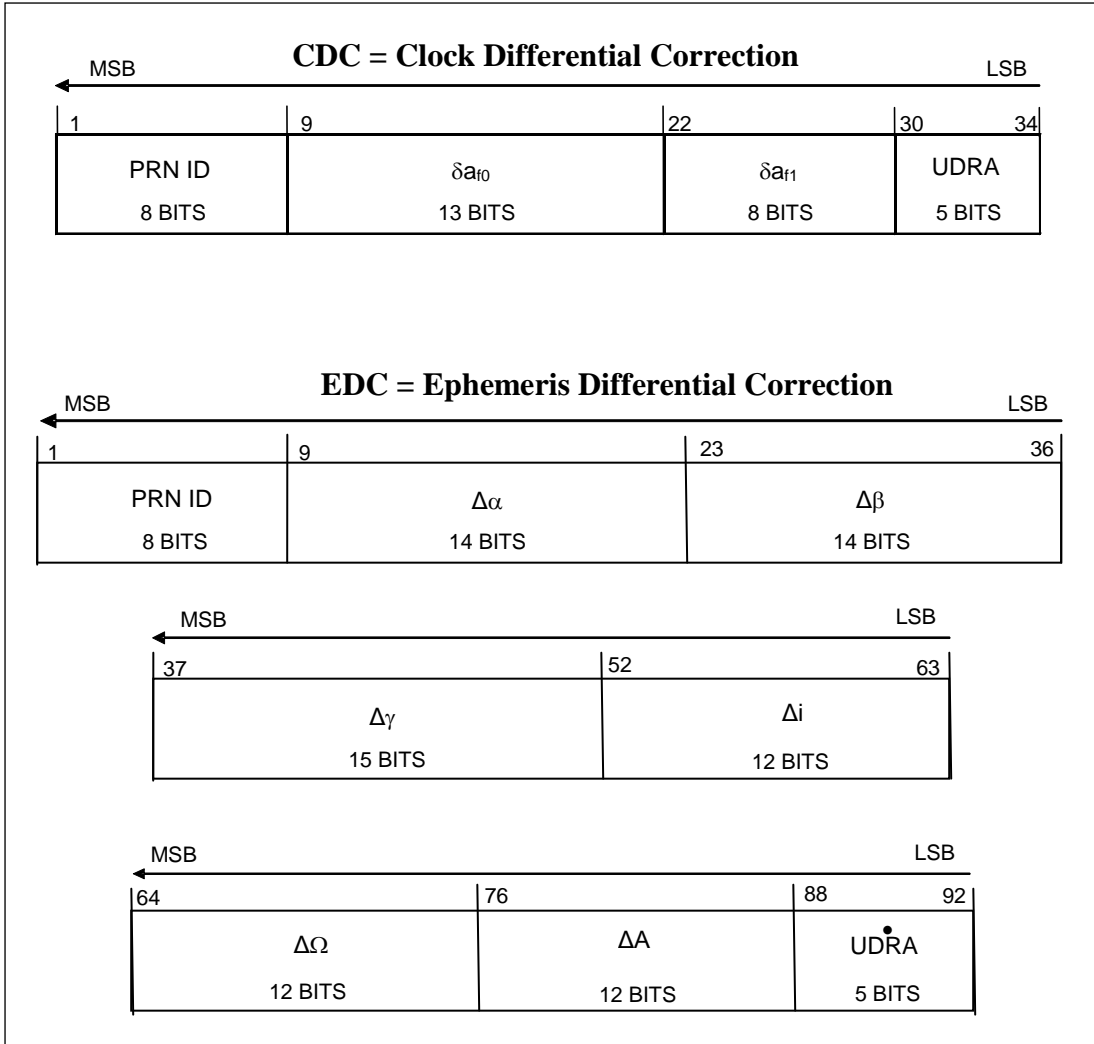 CDC = Clock Differential Correction
MSB LSB
1 9 22 30 34
PRN ID δaf0 δaf1 UDRA
8 BITS 13 BITS 8 BITS 5 BITS
EDC = Ephemeris Differential Correction
MSB LSB
1 9 23 36
PRN ID Δα Δβ
8 BITS 14 BITS 14 BITS
MSB LSB
37 52 63
Δγ Δi
15 BITS 12 BITS
MSB LSB
64 76 88 92
ΔΩ ΔA UDṘA
12 BITS 12 BITS 5 BITS